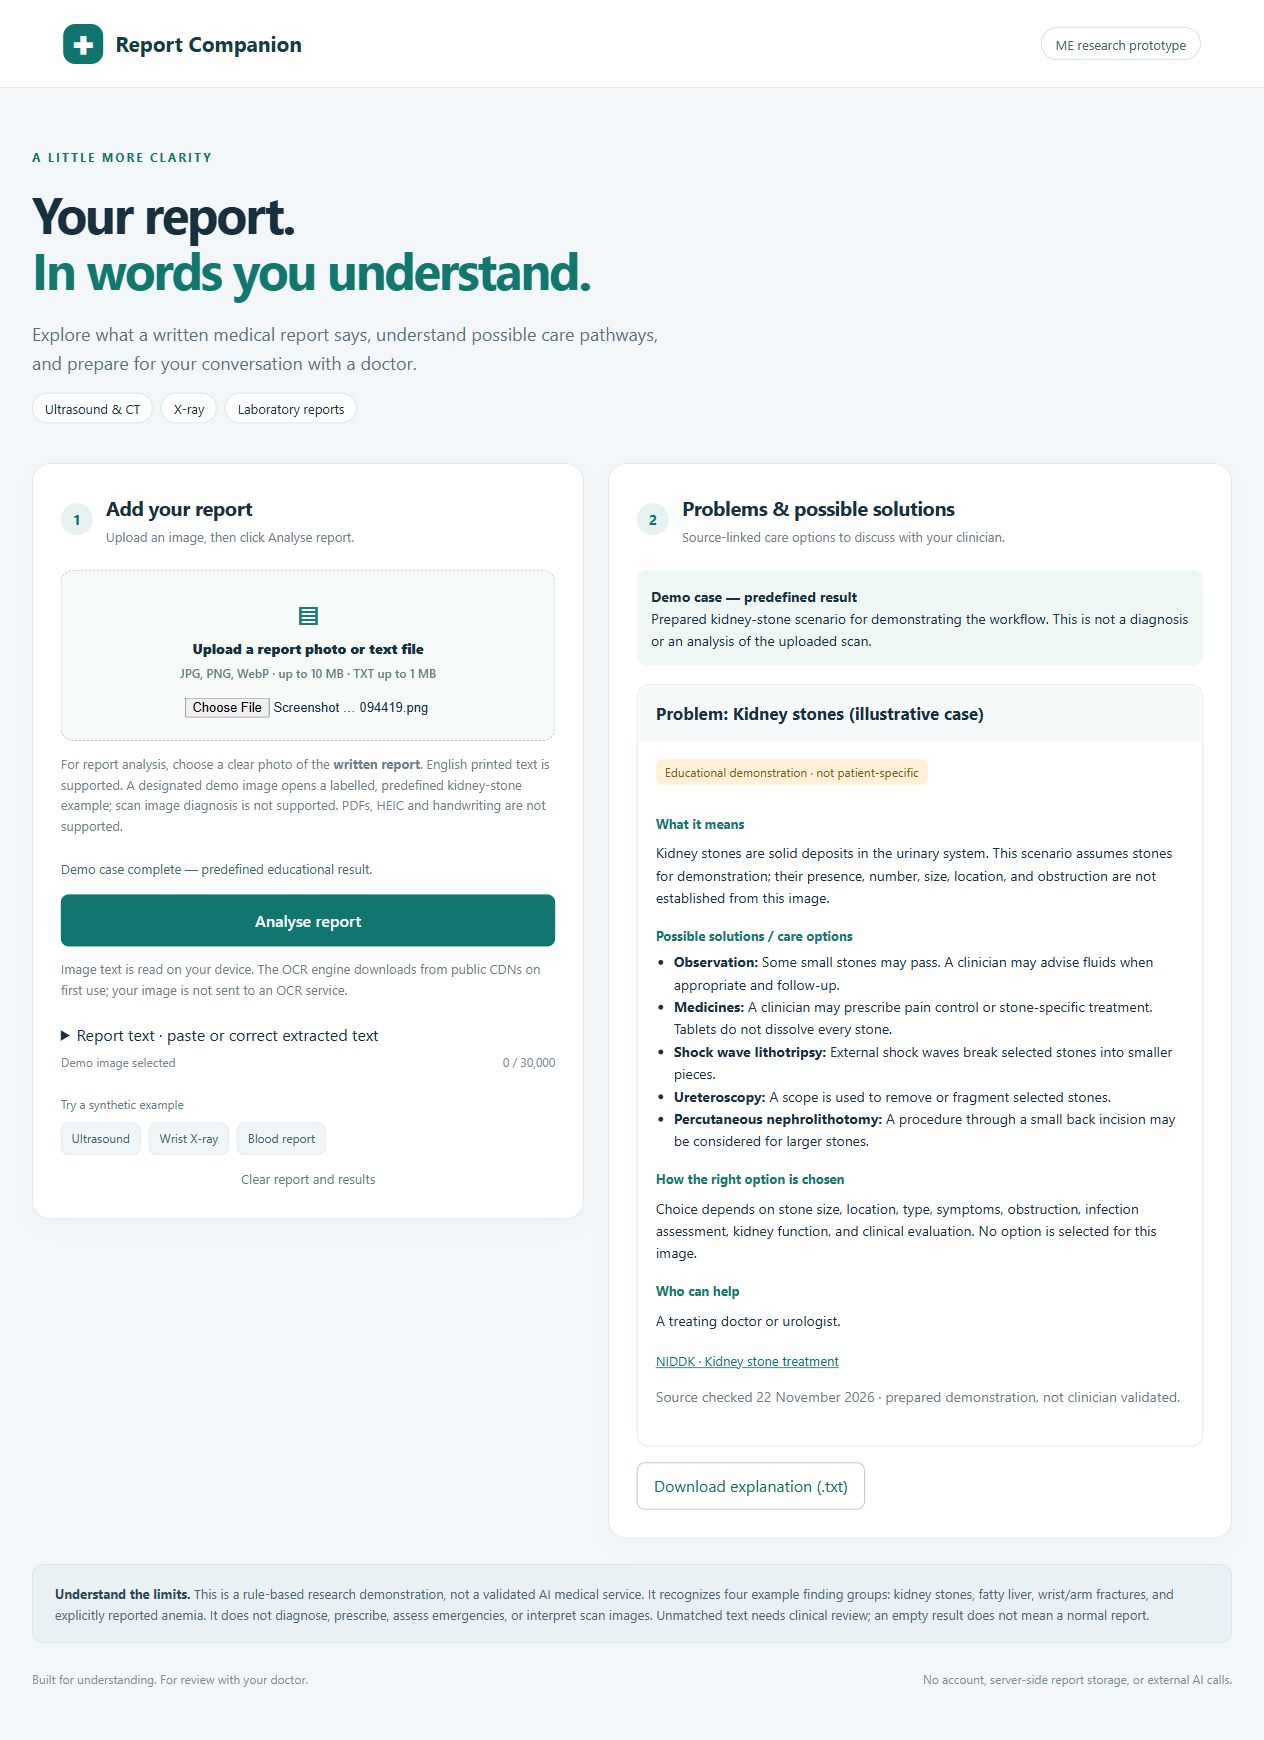 Report Companion
ME research prototype
A LITTLE MORE CLARITY
Your report.
In words you understand.
Explore what a written medical report says, understand possible care pathways,
and prepare for your conversation with a doctor.
Ultrasound & CT
X-ray
Laboratory reports
1
Add your report
Upload an image, then click Analyse report.
Upload a report photo or text file
JPG, PNG, WebP · up to 10 MB · TXT up to 1 MB
Choose File Screenshot ... 094419.png
For report analysis, choose a clear photo of the written report. English printed text is
supported. A designated demo image opens a labelled, predefined kidney-stone
example; scan image diagnosis is not supported. PDFs, HEIC and handwriting are not
supported.
Demo case complete — predefined educational result.
Analyse report
Image text is read on your device. The OCR engine downloads from public CDNs on
first use; your image is not sent to an OCR service.
Report text · paste or correct extracted text
Demo image selected
0 / 30,000
Try a synthetic example
Ultrasound
Wrist X-ray
Blood report
Clear report and results
2
Problems & possible solutions
Source-linked care options to discuss with your clinician.
Demo case — predefined result
Prepared kidney-stone scenario for demonstrating the workflow. This is not a diagnosis
or an analysis of the uploaded scan.
Problem: Kidney stones (illustrative case)
Educational demonstration · not patient-specific
What it means
Kidney stones are solid deposits in the urinary system. This scenario assumes stones
for demonstration; their presence, number, size, location, and obstruction are not
established from this image.
Possible solutions / care options
• Observation: Some small stones may pass. A clinician may advise fluids when
appropriate and follow-up.
• Medicines: A clinician may prescribe pain control or stone-specific treatment.
Tablets do not dissolve every stone.
• Shock wave lithotripsy: External shock waves break selected stones into smaller
pieces.
• Ureteroscopy: A scope is used to remove or fragment selected stones.
• Percutaneous nephrolithotomy: A procedure through a small back incision may
be considered for larger stones.
How the right option is chosen
Choice depends on stone size, location, type, symptoms, obstruction, infection
assessment, kidney function, and clinical evaluation. No option is selected for this
image.
Who can help
A treating doctor or urologist.
NIDDK · Kidney stone treatment
Source checked 22 November 2026 · prepared demonstration, not clinician validated.
Download explanation (.txt)
Understand the limits. This is a rule-based research demonstration, not a validated AI medical service. It recognizes four example finding groups: kidney stones, fatty liver, wrist/arm fractures, and
explicitly reported anemia. It does not diagnose, prescribe, assess emergencies, or interpret scan images. Unmatched text needs clinical review; an empty result does not mean a normal report.
Built for understanding. For review with your doctor.
No account, server-side report storage, or external AI calls.